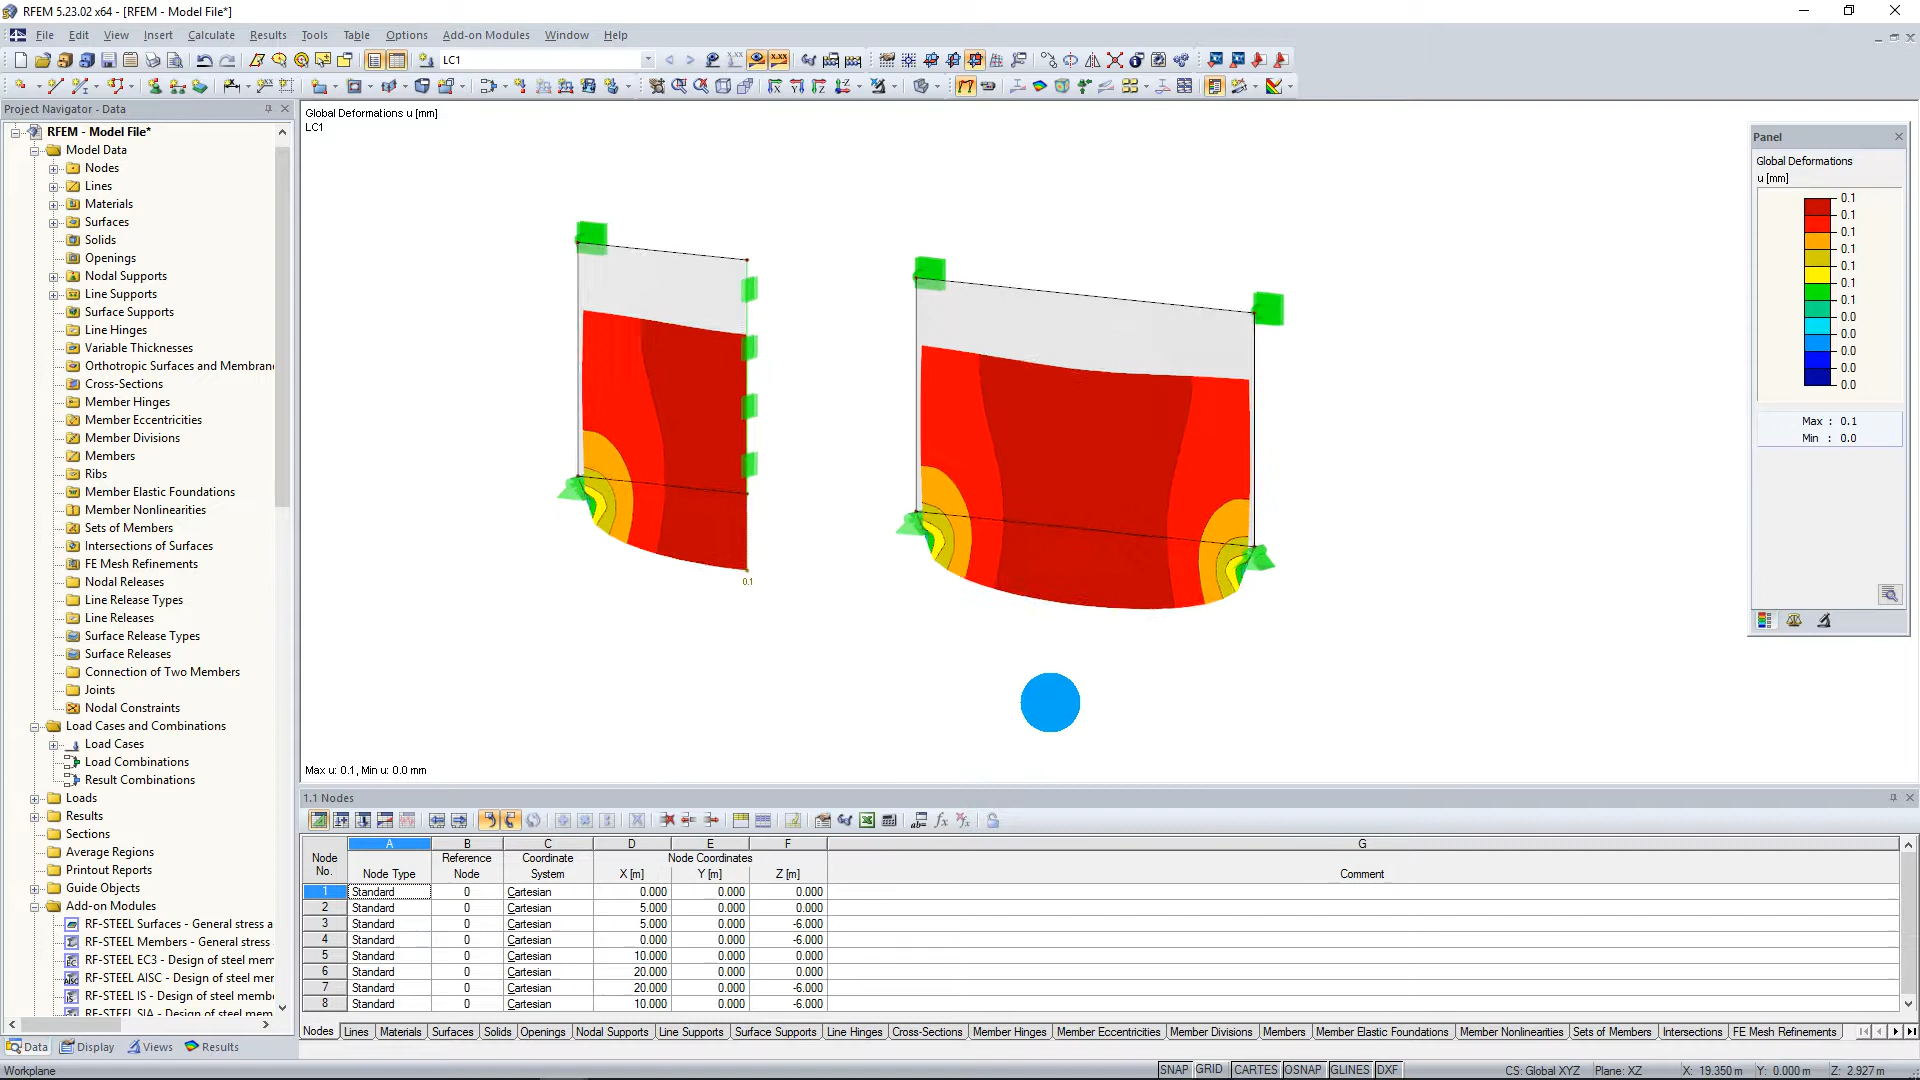 RFEM 5.23.02 x64 - [RFEM - Model File*]
File Edit View Insert Calculate Results Tools Table Options Add-on Modules Window Help
LC1
Project Navigator - Data
RFEM - Model File*
Model Data
Nodes
Lines
Materials
Surfaces
Solids
Openings
Nodal Supports
Line Supports
Surface Supports
Line Hinges
Variable Thicknesses
Orthotropic Surfaces and Membran
Cross-Sections
Member Hinges
Member Eccentricities
Member Divisions
Members
Ribs
Member Elastic Foundations
Member Nonlinearities
Sets of Members
Intersections of Surfaces
FE Mesh Refinements
Nodal Releases
Line Release Types
Line Releases
Surface Release Types
Surface Releases
Connection of Two Members
Joints
Nodal Constraints
Load Cases and Combinations
Load Cases
Load Combinations
Result Combinations
Loads
Results
Sections
Average Regions
Printout Reports
Guide Objects
Add-on Modules
RF-STEEL Surfaces - General stress a
RF-STEEL Members - General stress
RF-STEEL EC3 - Design of steel mem
RF-STEEL AISC - Design of steel mer
RF-STEEL IS - Design of steel membe
RF-STEEL SIA - Design of steel mem
Data Display Views Results
Global Deformations u [mm]
LC1
0.1
Max u: 0.1, Min u: 0.0 mm
Panel
Global Deformations
u [mm]
0.1
0.1
0.1
0.1
0.1
0.1
0.1
0.0
0.0
0.0
0.0
0.0
Max : 0.1
Min : 0.0
1.1 Nodes
A B C D E F G
Node No. Node Type Reference Node Coordinate System Node Coordinates X [m] Y [m] Z [m] Comment
1 Standard 0 Cartesian 0.000 0.000 0.000
2 Standard 0 Cartesian 5.000 0.000 0.000
3 Standard 0 Cartesian 5.000 0.000 -6.000
4 Standard 0 Cartesian 0.000 0.000 -6.000
5 Standard 0 Cartesian 10.000 0.000 0.000
6 Standard 0 Cartesian 20.000 0.000 0.000
7 Standard 0 Cartesian 20.000 0.000 -6.000
8 Standard 0 Cartesian 10.000 0.000 -6.000
Nodes Lines Materials Surfaces Solids Openings Nodal Supports Line Supports Surface Supports Line Hinges Cross-Sections Member Hinges Member Eccentricities Member Divisions Members Member Elastic Foundations Member Nonlinearities Sets of Members Intersections FE Mesh Refinements
Workplane
SNAP GRID CARTES OSNAP GLINES DXF CS: Global XYZ Plane: XZ X: 19.350 m Y: 0.000 m Z: 2.927 m